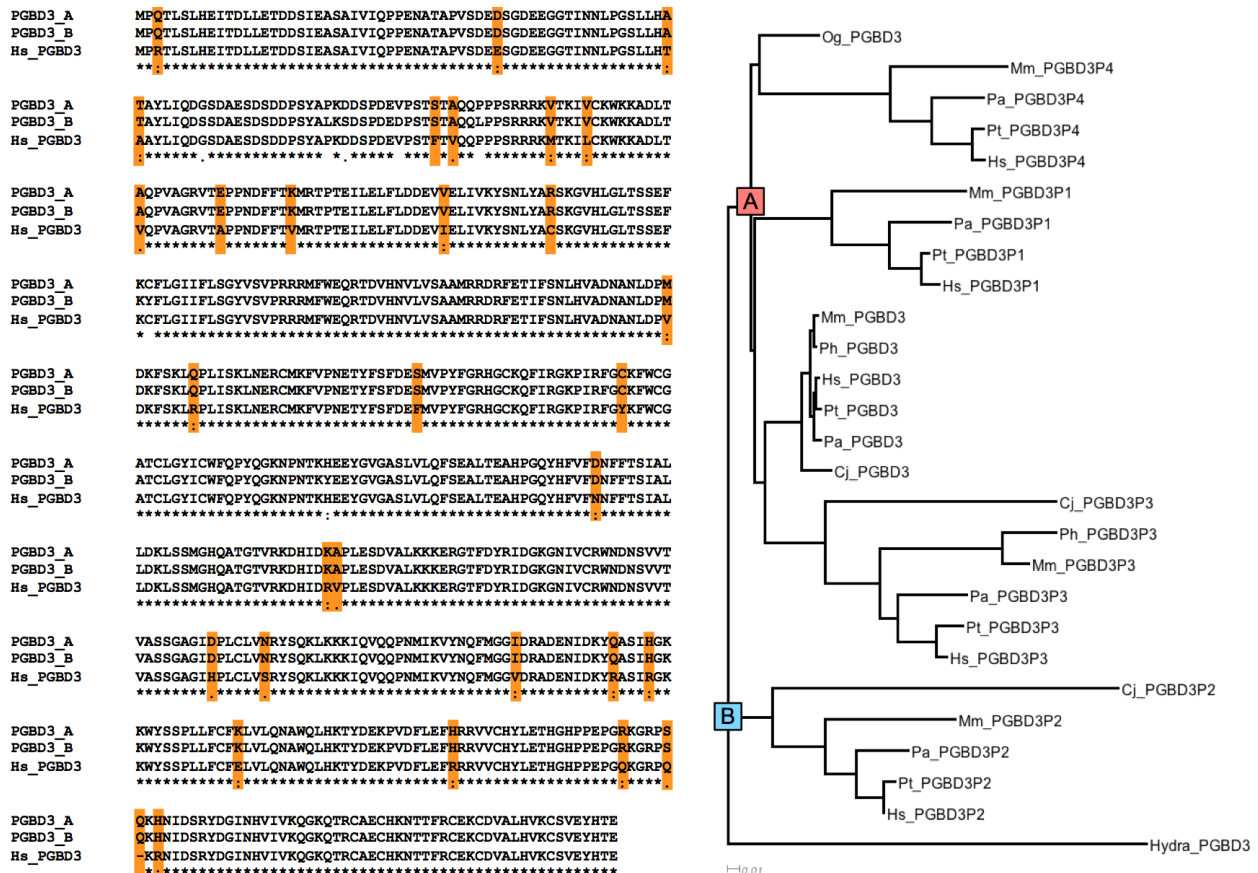 PGBD3_A MPQTLSLHEITDLLETDDSIEASAIVIQPPENATAPVSDEDSGDEEGGTINNLPGSLLHA
PGBD3_B MPQTLSLHEITDLLETDDSIEASAIVIQPPENATAPVSDEDSGDEEGGTINNLPGSLLHA
Hs_PGBD3 MPRTLSLHEITDLLETDDSIEASAIVIQPPENATAPVSDEESGDEEGGTINNLPGSLLHT
PGBD3_A TAYLIQDGSDAESDSDDPSYAPKDDSPDEVPSTSTAQQPPPSRRRKVTKIVCKWKKADLT
PGBD3_B TAYLIQDSSDAESDSDDPSYALKSDSPDEVPSTSTAQQPPPSRRRKVTKIVCKWKKADLT
Hs_PGBD3 AAYLIQDGSDAESDSDDPSYAPKDDSPDEDPSTFTVQQLPPSRRRKMTKILCKWKKADLT
PGBD3_A AQPVAGRVTEPPNDFFTKMRTPTEILELFLDDEVVELIVKYSNLYARSKGVHLGLTSSEF
PGBD3_B AQPVAGRVTEPPNDFFTKMRTPTEILELFLDDEVVELIVKYSNLYARSKGVHLGLTSSEF
Hs_PGBD3 VQPVAGRVTAPPNDFFTVMRTPTEILELFLDDEVIELIVKYSNLYACSKGVHLGLTSSEF
PGBD3_A KCFLGIIFLSGYVSVPRRRMFWEQRTDVHNVLVSAAMRRDRFETIFSNLHVADNANLDPM
PGBD3_B KYFLGIIFLSGYVSVPRRRMFWEQRTDVHNVLVSAAMRRDRFETIFSNLHVADNANLDPM
Hs_PGBD3 KCFLGIIFLSGYVSVPRRRMFWEQRTDVHNVLVSAAMRRDRFETIFSNLHVADNANLDPV
PGBD3_A DKFSKLQPLISKLNERCMKFVPNETYFSFDESMVPYFGRHGCKQFIRGKPIRFGCKFWCG
PGBD3_B DKFSKLQPLISKLNERCMKFVPNETYFSFDESMVPYFGRHGCKQFIRGKPIRFGCKFWCG
Hs_PGBD3 DKFSKLRPLISKLNERCMKFVPNETYFSFDEFMVPYFGRHGCKQFIRGKPIRFGYKFWCG
PGBD3_A ATCLGYICWFQPYQGKNPNTKHEEYGVGASLVLQFSEALTEAHPGQYHFVFDNFFTSIAL
PGBD3_B ATCLGYICWFQPYQGKNPNTKYEEYGVGASLVLQFSEALTEAHPGQYHFVFDNFFTSIAL
Hs_PGBD3 ATCLGYICWFQPYQGKNPNTKHEEYGVGASLVLQFSEALTEAHPGQYHFVFNNFFTSIAL
PGBD3_A LDKLSSMGHQATGTVRKDHIDKAPLESDVALKKKERGTFDYRIDGKGNIVCRWNDNSVVT
PGBD3_B LDKLSSMGHQATGTVRKDHIDKAPLESDVALKKKERGTFDYRIDGKGNIVCRWNDNSVVT
Hs_PGBD3 LDKLSSMGHQATGTVRKDHIDRVPLESDVALKKKERGTFDYRIDGKGNIVCRWNDNSVVT
PGBD3_A VASSGAGIDPLCLVNRYSQKLKKKIQVQQPNMIKVYNQFMGGIDRADENIDKYQASIHGK
PGBD3_B VASSGAGIDPLCLVNRYSQKLKKKIQVQQPNMIKVYNQFMGGIDRADENIDKYQASIHGK
Hs_PGBD3 VASSGAGIHPLCLVSRYSQKLKKKIQVQQPNMIKVYNQFMGGVDRADENIDKYRASIRGK
PGBD3_A KWYSSPLLFCFKLVLQNAWQLHKTYDEKPVDFLEFHRRVVCHYLETHGHPPEPGRKGRPS
PGBD3_B KWYSSPLLFCFKLVLQNAWQLHKTYDEKPVDFLEFHRRVVCHYLETHGHPPEPGRKGRPS
Hs_PGBD3 KWYSSPLLFCFELVLQNAWQLHKTYDEKPVDFLEFRRRVVCHYLETHGHPPEPGQKGRPQ
PGBD3_A QKHNIDSRYDGINHVIVKQGKQTRCAECHKNTTFRCEKCDVALHVKCSVEYHTE
PGBD3_B QKHNIDSRYDGINHVIVKQGKQTRCAECHKNTTFRCEKCDVALHVKCSVEYHTE
Hs_PGBD3 -KRNIDSRYDGINHVIVKQGKQTRCAECHKNTTFRCEKCDVALHVKCSVEYHTE
Og_PGBD3
Mm_PGBD3P4
Pa_PGBD3P4
Pt_PGBD3P4
Hs_PGBD3P4
A
Mm_PGBD3P1
Pa_PGBD3P1
Pt_PGBD3P1
Hs_PGBD3P1
Mm_PGBD3
Ph_PGBD3
Hs_PGBD3
Pt_PGBD3
Pa_PGBD3
Cj_PGBD3
Cj_PGBD3P3
Ph_PGBD3P3
Mm_PGBD3P3
Pa_PGBD3P3
Pt_PGBD3P3
Hs_PGBD3P3
Cj_PGBD3P2
B
Mm_PGBD3P2
Pa_PGBD3P2
Pt_PGBD3P2
Hs_PGBD3P2
Hydra_PGBD3